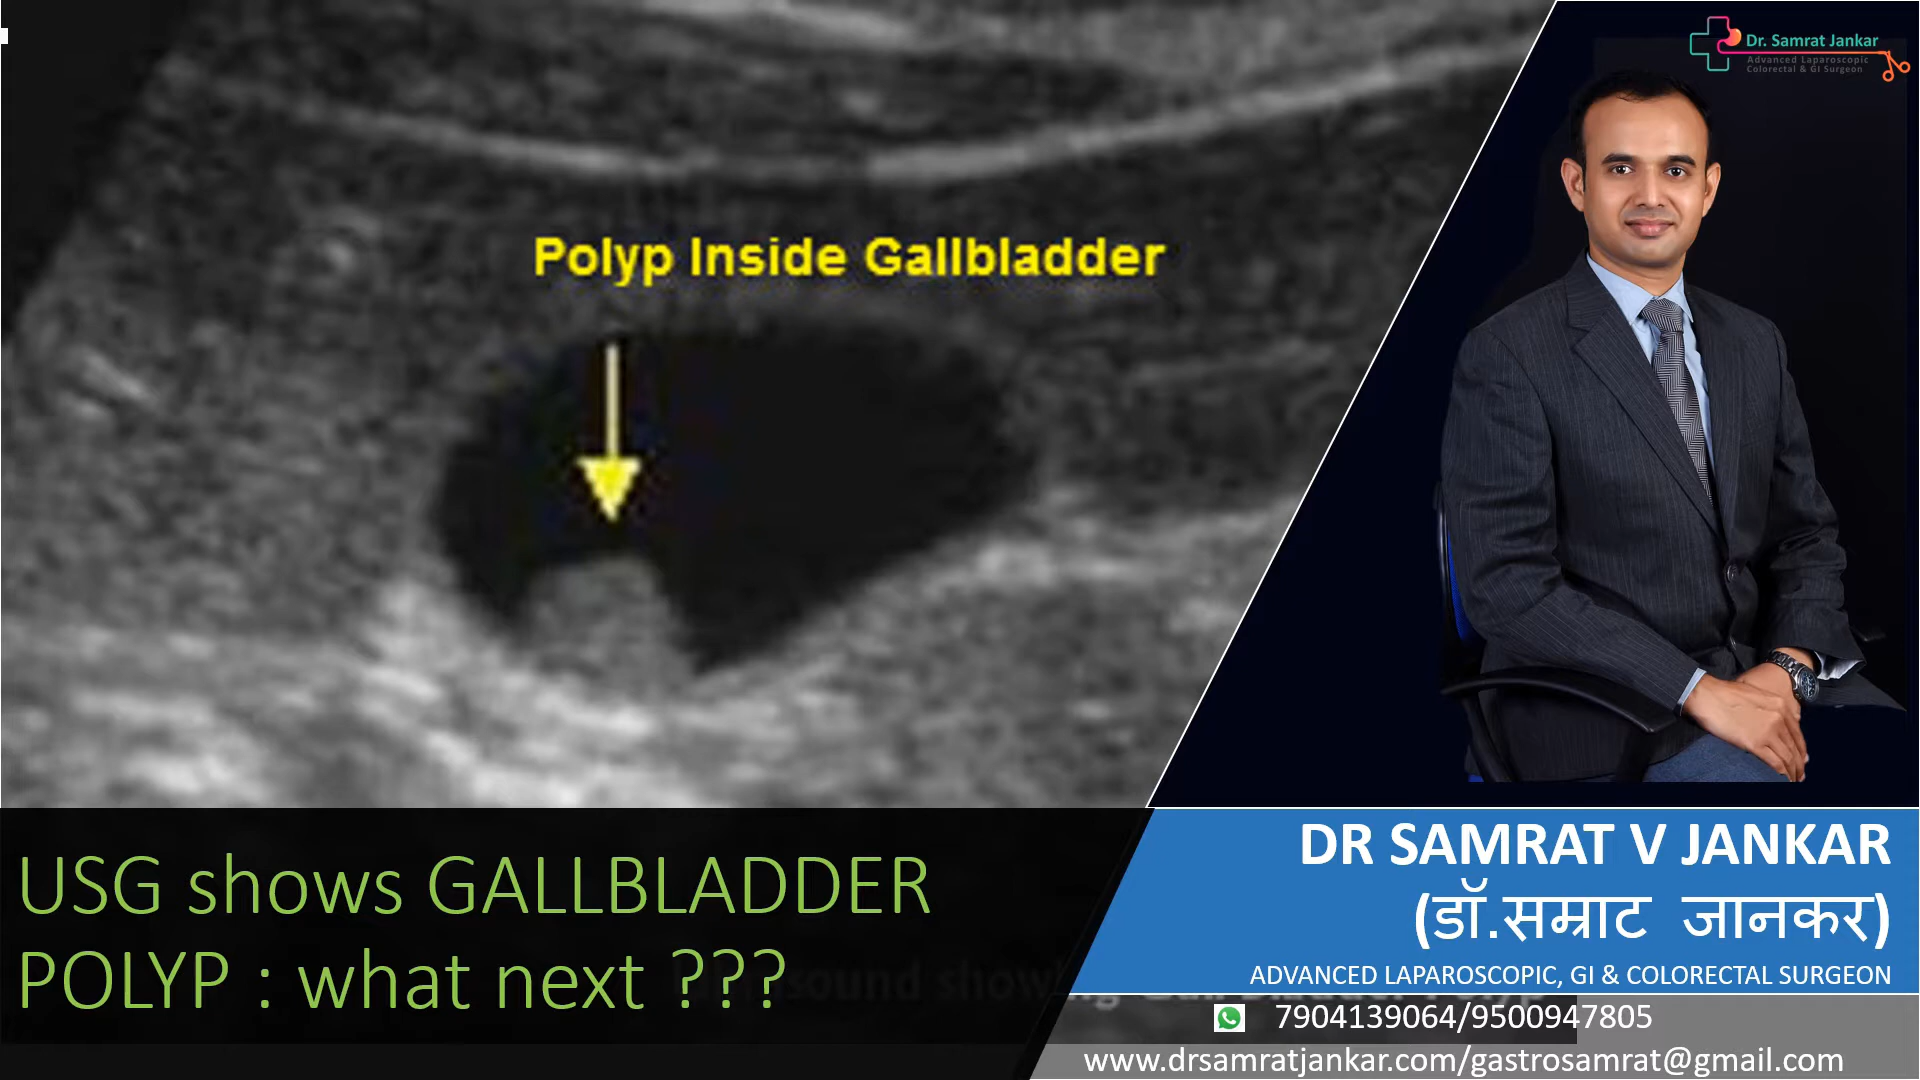 Dr. Samrat Jankar
Advanced Laparoscopic
Colorectal & GI Surgeon
Polyp Inside Gallbladder
USG shows GALLBLADDER
POLYP : what next ???
DR SAMRAT V JANKAR
(डॉ.सम्राट जानकर)
ADVANCED LAPAROSCOPIC, GI & COLORECTAL SURGEON
7904139064/9500947805
www.drsamratjankar.com/gastrosamrat@gmail.com